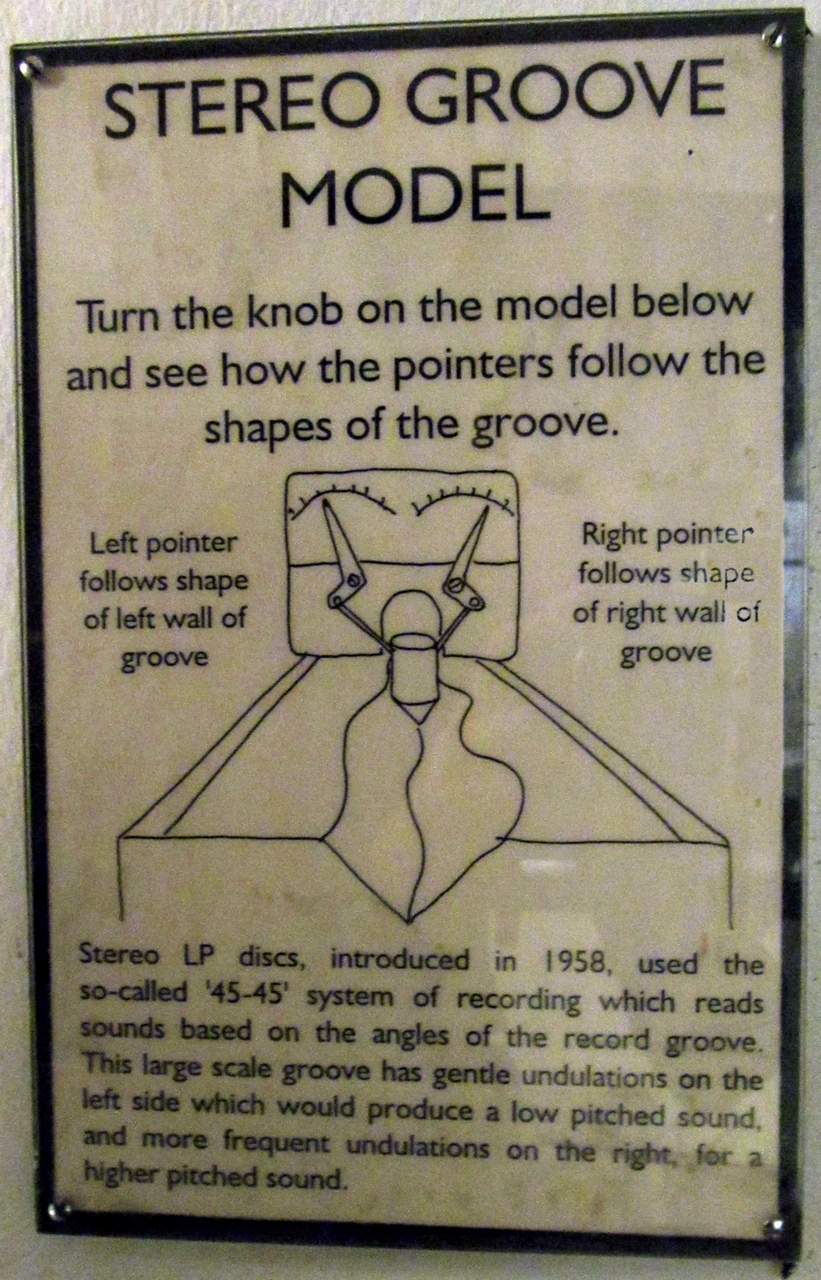 STEREO GROOVE
MODEL
Turn the knob on the model below
and see how the pointers follow the
shapes of the groove.
Left pointer
follows shape
of left wall of
groove
Right pointer
follows shape
of right wall of
groove
Stereo LP discs, introduced in 1958, used the
so-called '45-45' system of recording which reads
sounds based on the angles of the record groove.
This large scale groove has gentle undulations on the
left side which would produce a low pitched sound,
and more frequent undulations on the right, for a
higher pitched sound.